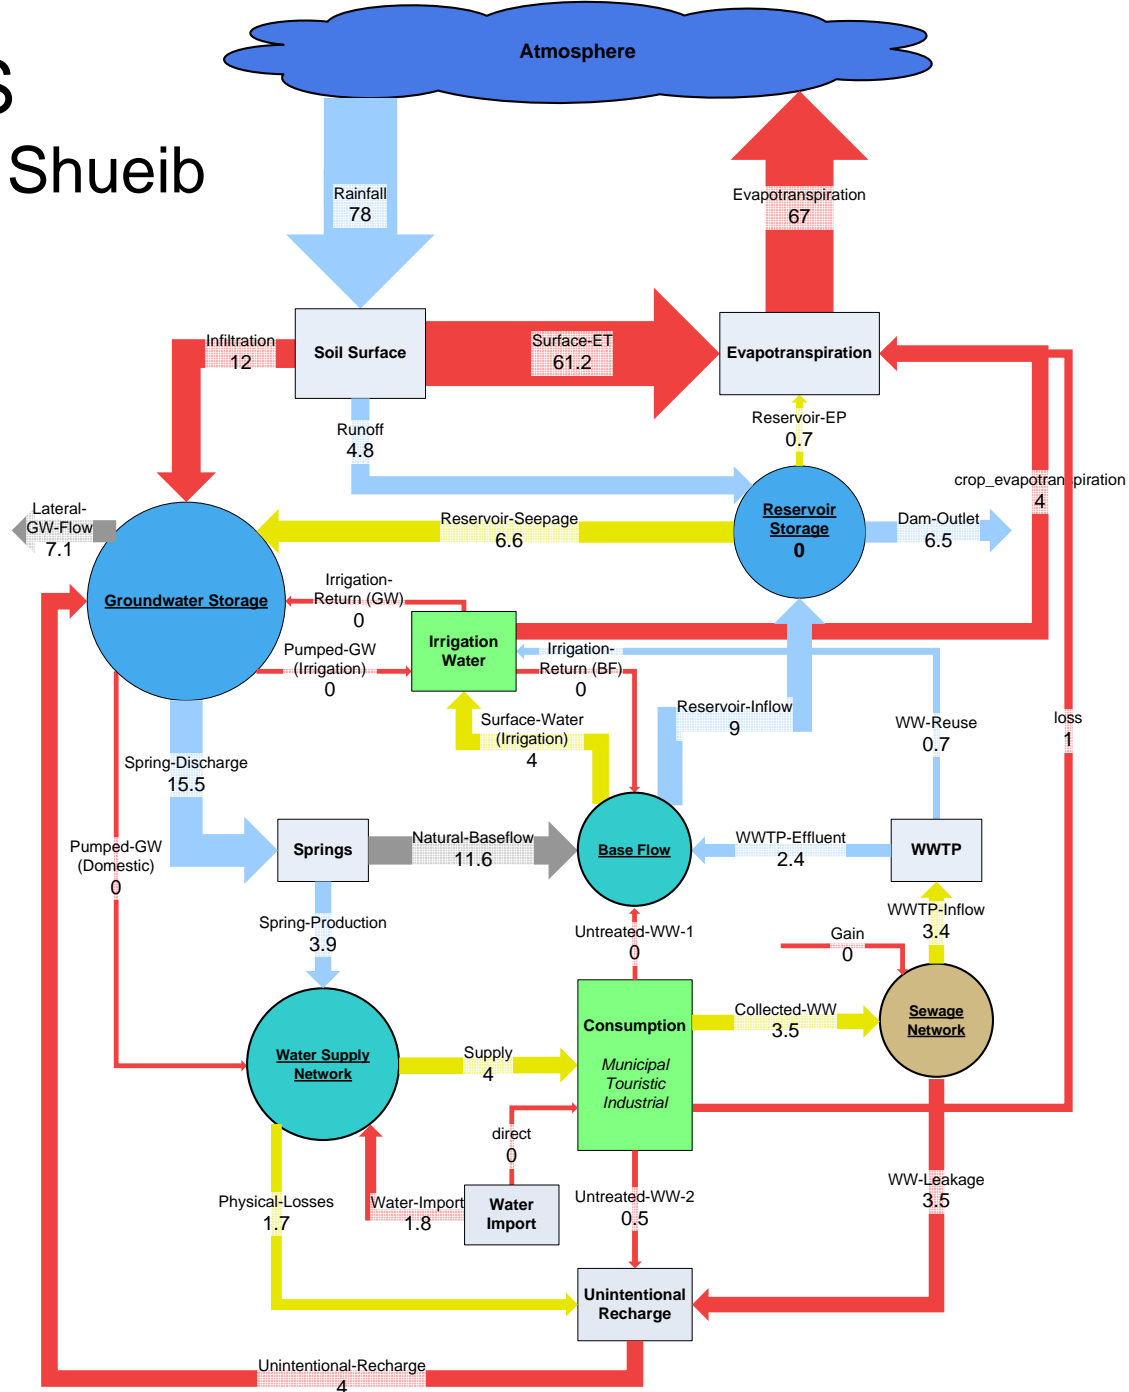 S
Shueib
Atmosphere
Rainfall
78
Evapotranspiration
67
Infiltration
12
Soil Surface
Surface-ET
61.2
Evapotranspiration
Runoff
4.8
Reservoir-EP
0.7
crop_evapotranspiration
4
Lateral-
GW-Flow
7.1
Reservoir-Seepage
6.6
Reservoir
Storage
0
Dam-Outlet
6.5
Groundwater Storage
Irrigation-
Return (GW)
0
Irrigation
Water
Pumped-GW
(Irrigation)
0
Irrigation-
Return (BF)
0
Surface-Water
(Irrigation)
4
Reservoir-Inflow
9
WW-Reuse
0.7
loss
1
Spring-Discharge
15.5
Pumped-GW
(Domestic)
0
Springs
Natural-Baseflow
11.6
Base Flow
WWTP-Effluent
2.4
WWTP
Spring-Production
3.9
Untreated-WW-1
0
Gain
0
WWTP-Inflow
3.4
Water Supply
Network
Supply
4
Consumption
Municipal
Touristic
Industrial
Collected-WW
3.5
Sewage
Network
direct
0
Physical-Losses
1.7
Water-Import
1.8
Water
Import
Untreated-WW-2
0.5
WW-Leakage
3.5
Unintentional
Recharge
Unintentional-Recharge
4